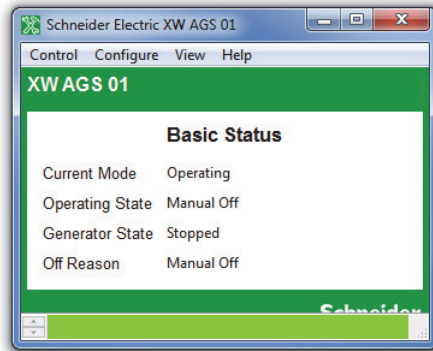 Schneider Electric XW AGS 01
Control Configure View Help
XW AGS 01
Basic Status
Current Mode Operating
Operating State Manual Off
Generator State Stopped
Off Reason Manual Off
Schneider